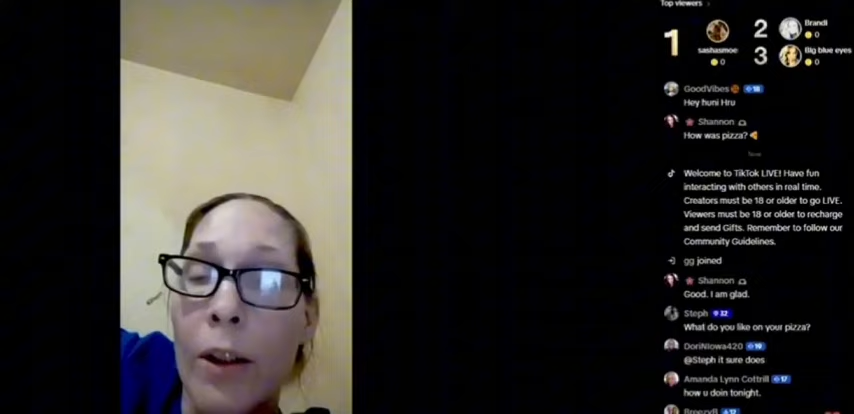 Top viewers
1
sashasmoe
0
2
Brandi
0
3
Big blue eyes
0
GoodVibes 18
Hey huni Hru
Shannon
How was pizza?
New
Welcome to TikTok LIVE! Have fun
interacting with others in real time.
Creators must be 18 or older to go LIVE.
Viewers must be 18 or older to recharge
and send Gifts. Remember to follow our
Community Guidelines.
gg joined
Shannon
Good. I am glad.
Steph 32
What do you like on your pizza?
DoriNIowa420 19
@Steph it sure does
Amanda Lynn Cottrill 17
how u doin tonight.